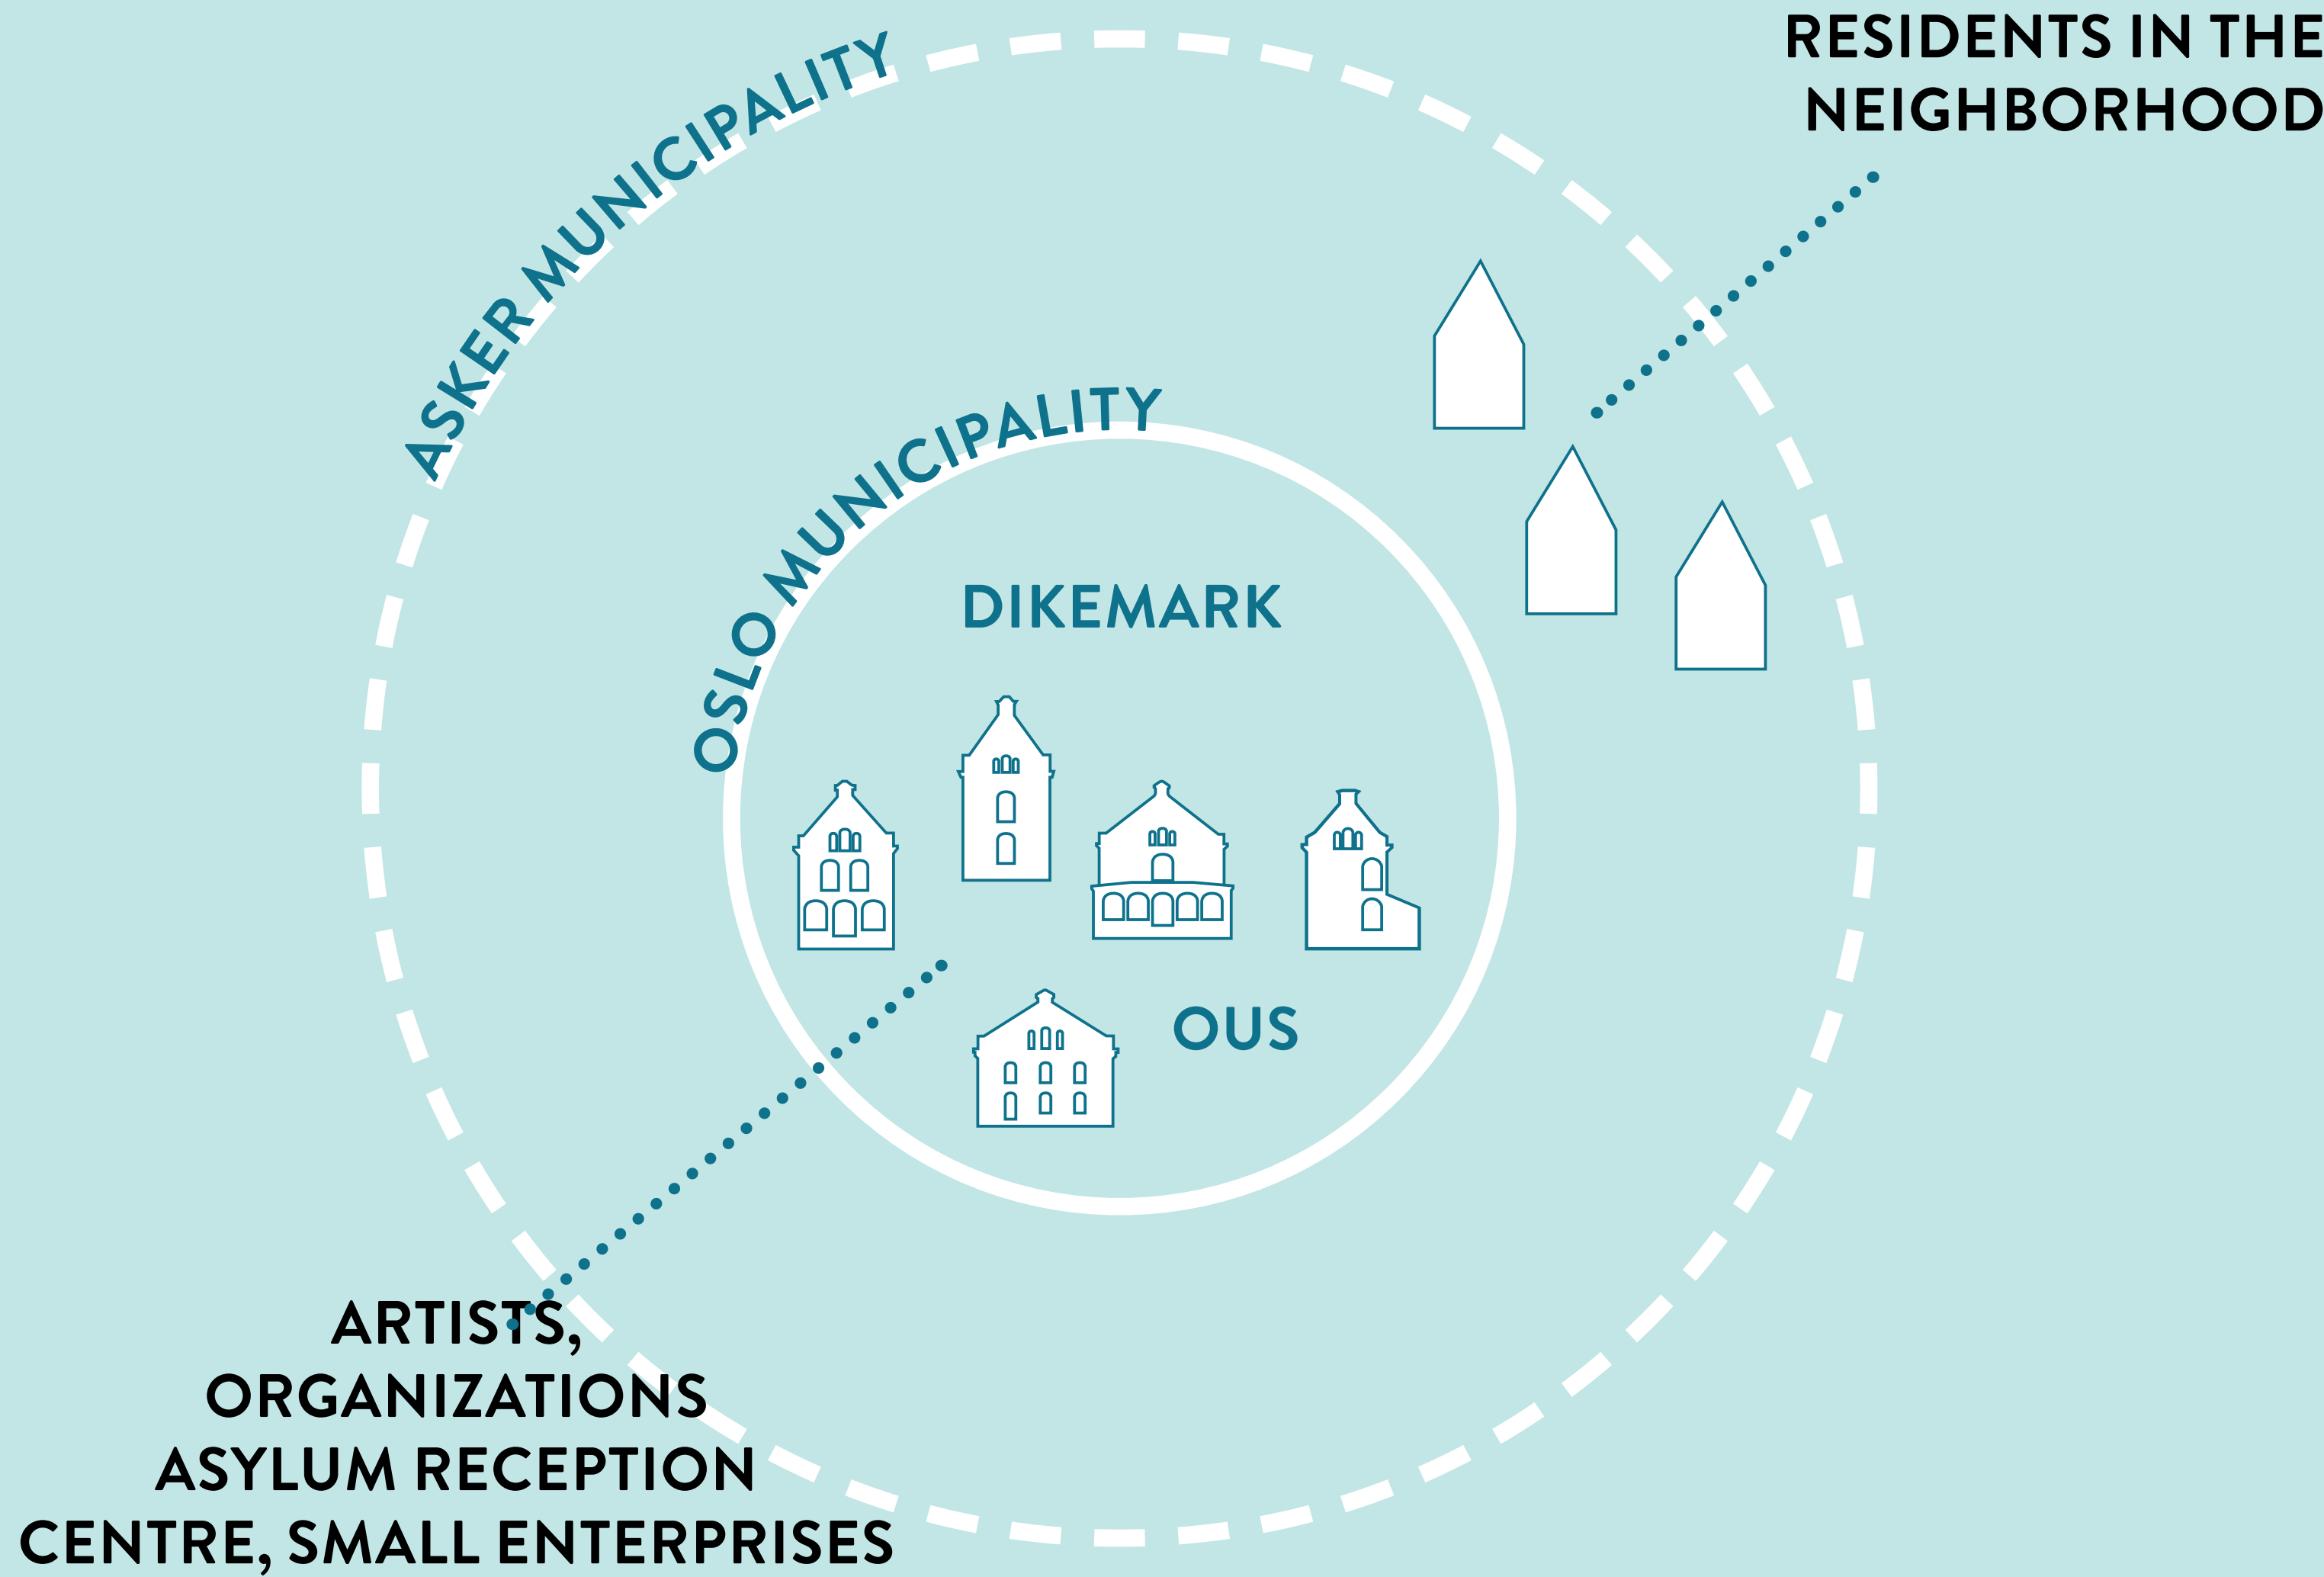 RESIDENTS IN THE
NEIGHBORHOOD
ASKER MUNICIPALITY
OSLO MUNICIPALITY
DIKEMARK
OUS
ARTISTS,
ORGANIZATIONS
ASYLUM RECEPTION
CENTRE, SMALL ENTERPRISES